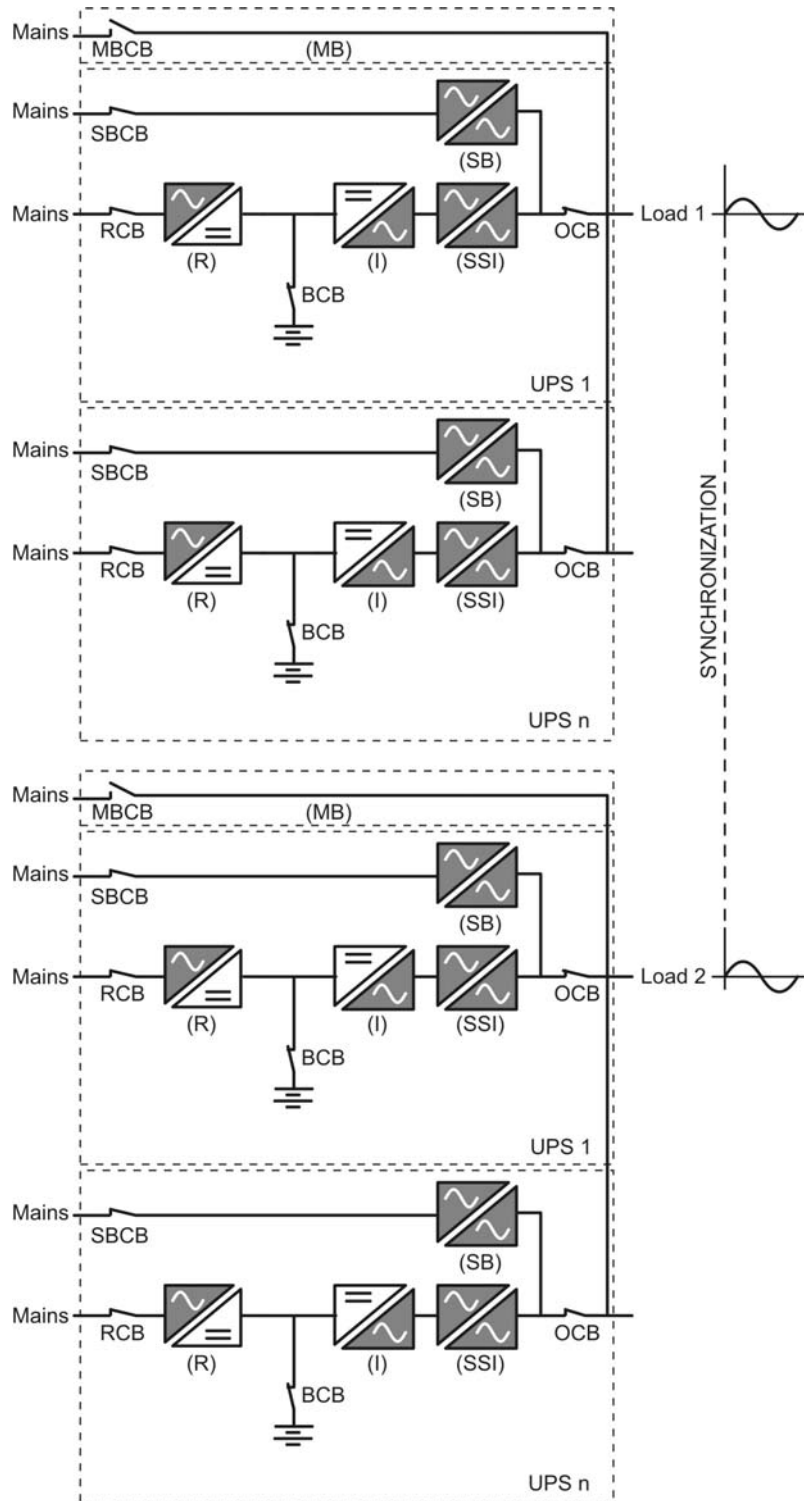 Mains
MBCB (MB)
Mains
SBCB
(SB)
Mains Load 1
RCB (R) (I) (SSI) OCB
BCB
UPS 1
Mains
SBCB
(SB)
Mains
RCB (R) (I) (SSI) OCB
BCB
UPS n
SYNCHRONIZATION
Mains
MBCB (MB)
Mains
SBCB
(SB)
Mains Load 2
RCB (R) (I) (SSI) OCB
BCB
UPS 1
Mains
SBCB
(SB)
Mains
RCB (R) (I) (SSI) OCB
BCB
UPS n